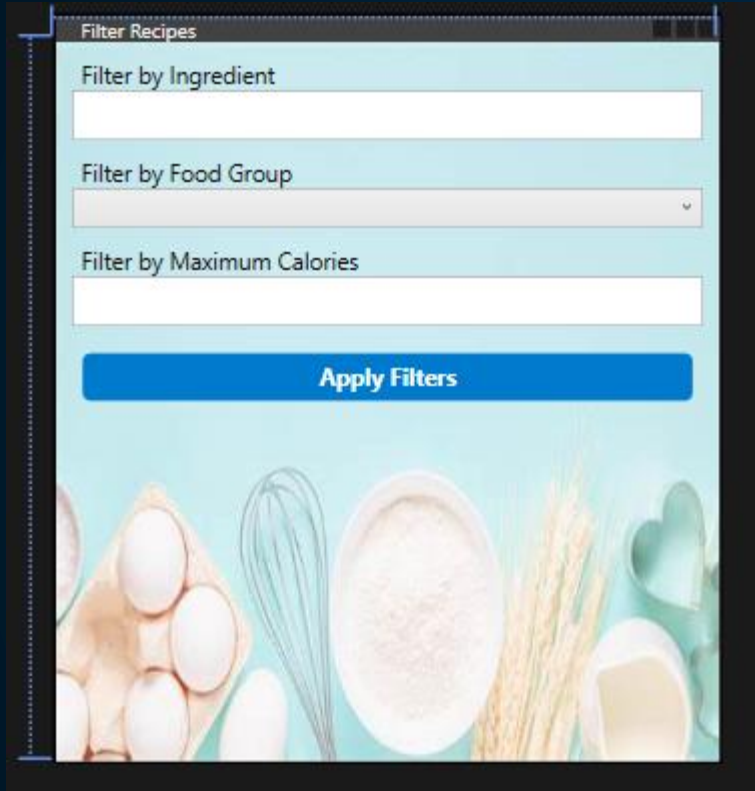 Filter Recipes
Filter by Ingredient
Filter by Food Group
Filter by Maximum Calories
Apply Filters